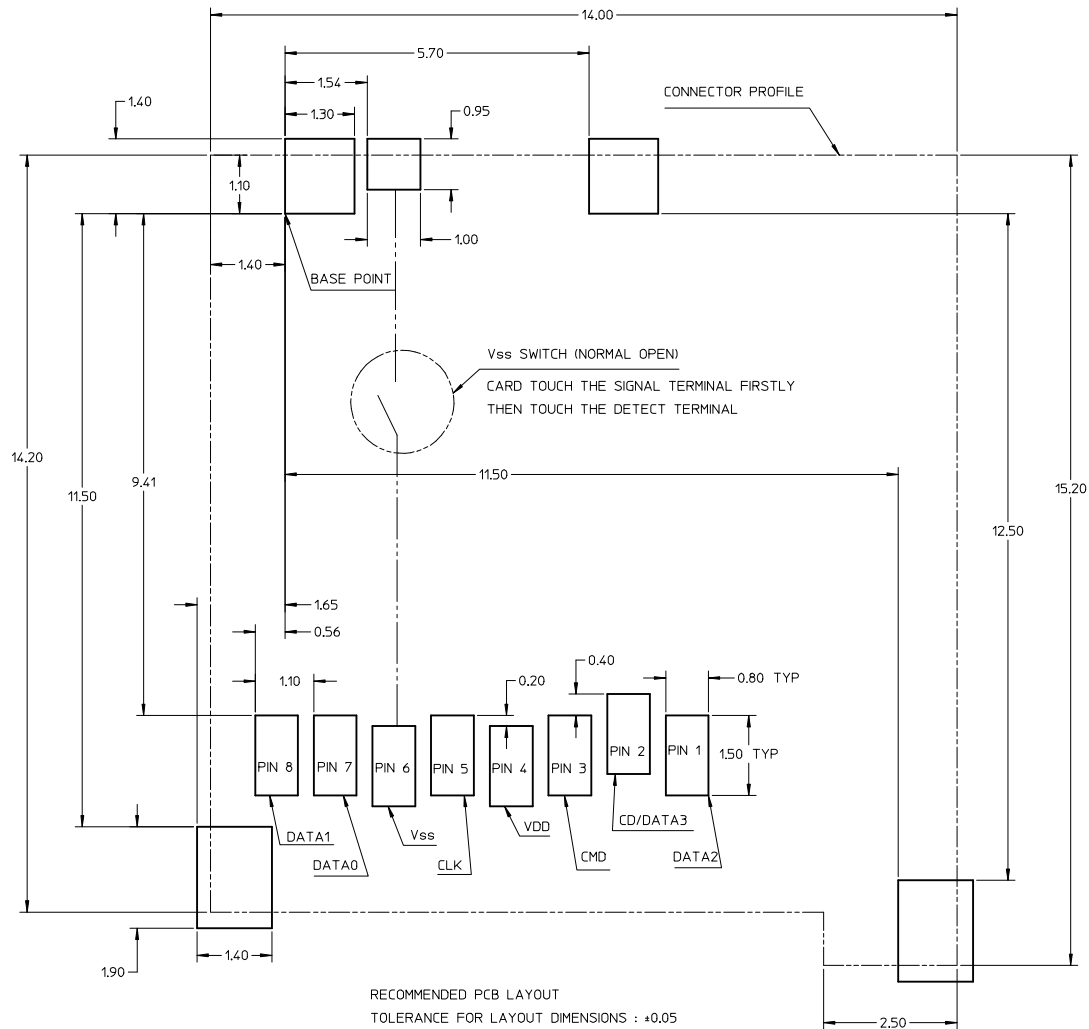 14.00
5.70
1.54
CONNECTOR PROFILE
1.40
1.30
0.95
1.10
1.00
1.40
BASE POINT
Vss SWITCH (NORMAL OPEN)
CARD TOUCH THE SIGNAL TERMINAL FIRSTLY
THEN TOUCH THE DETECT TERMINAL
14.20
11.50
9.41
11.50
15.20
12.50
1.65
0.56
0.40
1.10
0.20
0.80 TYP
PIN 8
PIN 7
PIN 6
PIN 5
PIN 4
PIN 3
PIN 2
PIN 1
1.50 TYP
DATA1
Vss
VDD
CD/DATA3
DATA0
CLK
CMD
DATA2
1.40
1.90
RECOMMENDED PCB LAYOUT
TOLERANCE FOR LAYOUT DIMENSIONS : ±0.05
2.50